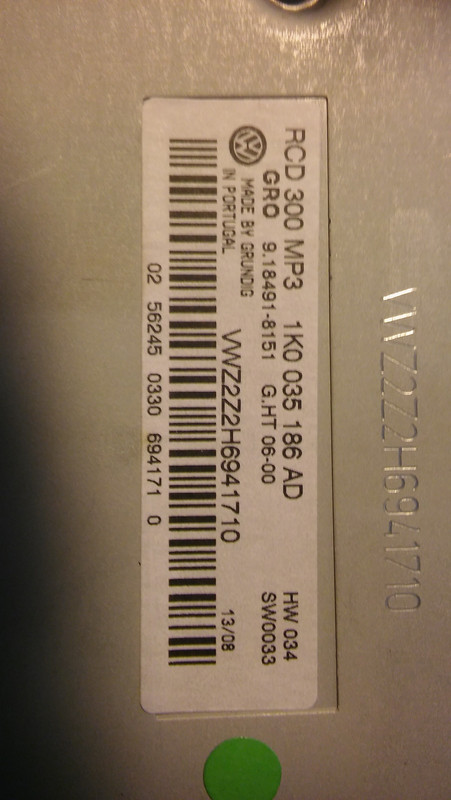 RCD 300 MP3 1K0 035 186 AD HW 034
GRO 9.18491-8151 G.HT 06-00 SW0033
MADE BY GRUNDIG
IN PORTUGAL
VWZ2Z2H6941710 13/08
02 56245 0330 694171 0
VWZ2Z2H6941710